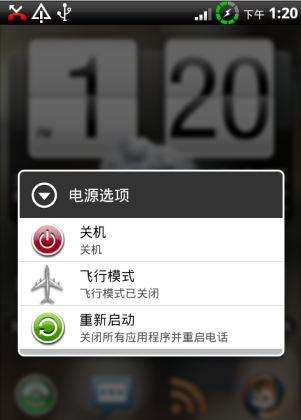 下午 1:20
1 20
PM
电源选项
关机
关机
飞行模式
飞行模式已关闭
重新启动
关闭所有应用程序并重启电话